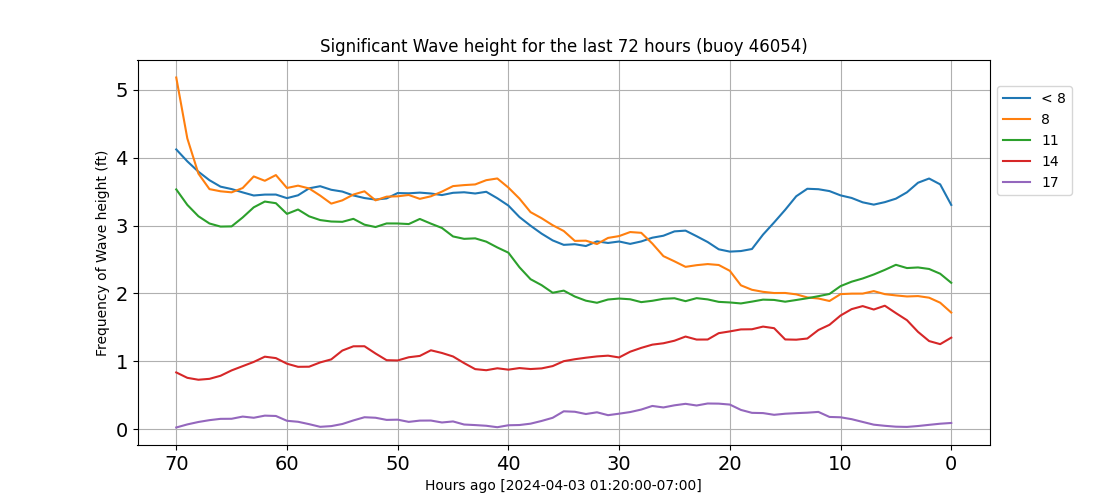 Significant Wave height for the last 72 hours (buoy 46054)
Frequency of Wave height (ft)
5
4
3
2
1
0
70 60 50 40 30 20 10 0
Hours ago [2024-04-03 01:20:00-07:00]
< 8
8
11
14
17